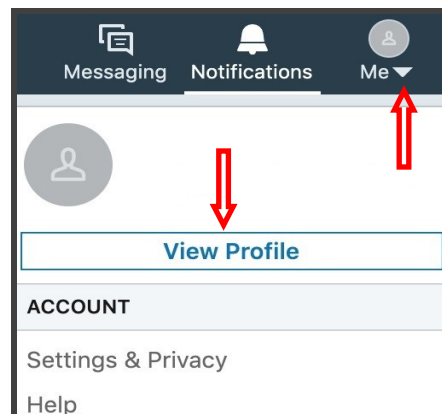 Messaging Notifications Me
View Profile
ACCOUNT
Settings & Privacy
Help